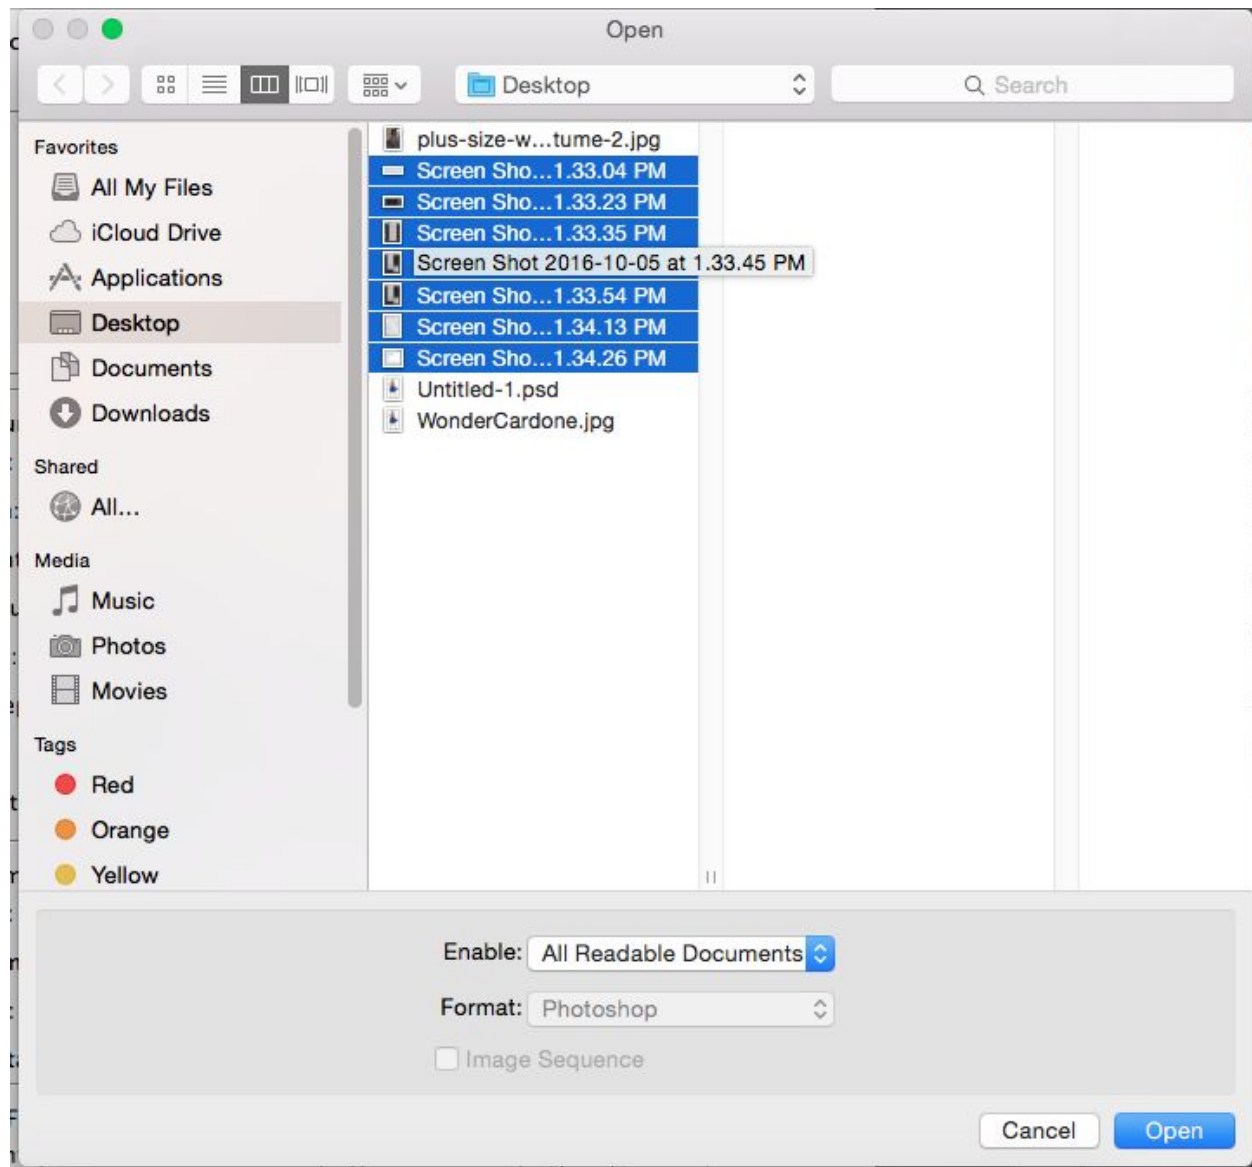 Open
Desktop
Search
Favorites
All My Files
iCloud Drive
Applications
Desktop
Documents
Downloads
Shared
All...
Media
Music
Photos
Movies
Tags
Red
Orange
Yellow
plus-size-w...tume-2.jpg
Screen Sho...1.33.04 PM
Screen Sho...1.33.23 PM
Screen Sho...1.33.35 PM
Screen Shot 2016-10-05 at 1.33.45 PM
Screen Sho...1.33.54 PM
Screen Sho...1.34.13 PM
Screen Sho...1.34.26 PM
Untitled-1.psd
WonderCardone.jpg
Enable: All Readable Documents
Format: Photoshop
Image Sequence
Cancel Open